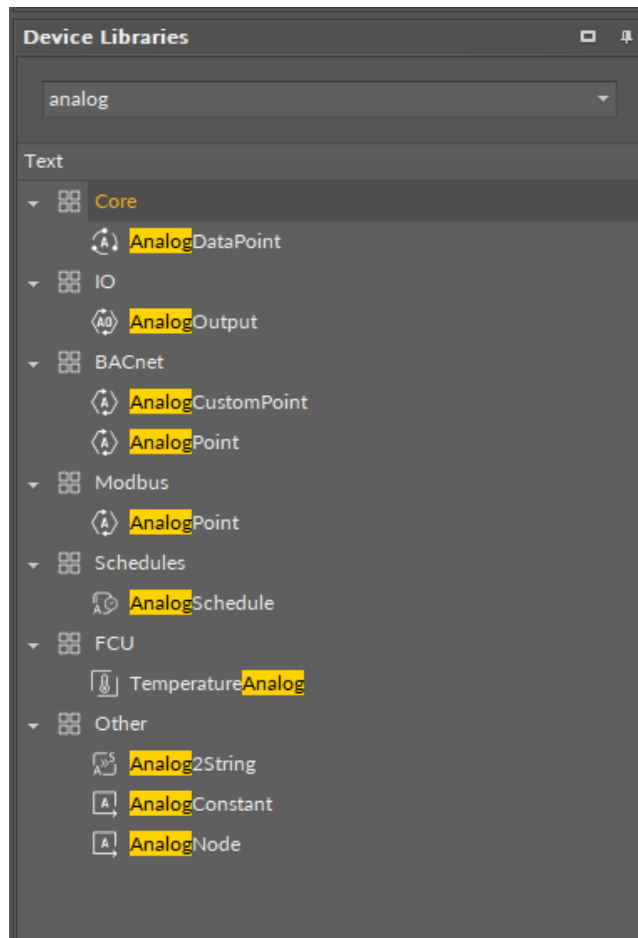 Device Libraries
analog
Text
Core
A AnalogDataPoint
IO
AO AnalogOutput
BACnet
A AnalogCustomPoint
A AnalogPoint
Modbus
A AnalogPoint
Schedules
A AnalogSchedule
FCU
TemperatureAnalog
Other
A S Analog2String
A AnalogConstant
A AnalogNode